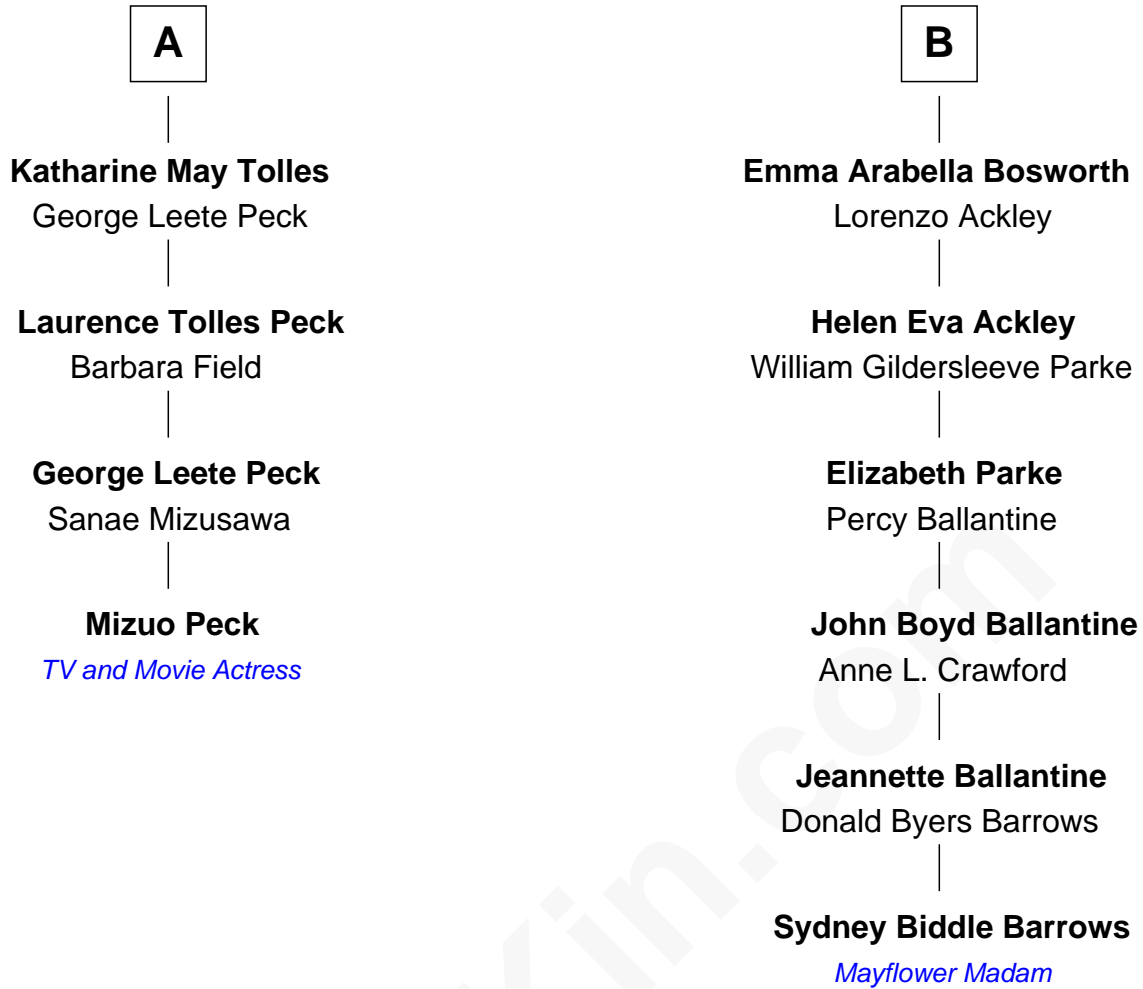 A
Katharine May Tolles
George Leete Peck
Laurence Tolles Peck
Barbara Field
George Leete Peck
Sanae Mizusawa
Mizuo Peck
TV and Movie Actress
B
Emma Arabella Bosworth
Lorenzo Ackley
Helen Eva Ackley
William Gildersleeve Parke
Elizabeth Parke
Percy Ballantine
John Boyd Ballantine
Anne L. Crawford
Jeannette Ballantine
Donald Byers Barrows
Sydney Biddle Barrows
Mayflower Madam
Kin.com